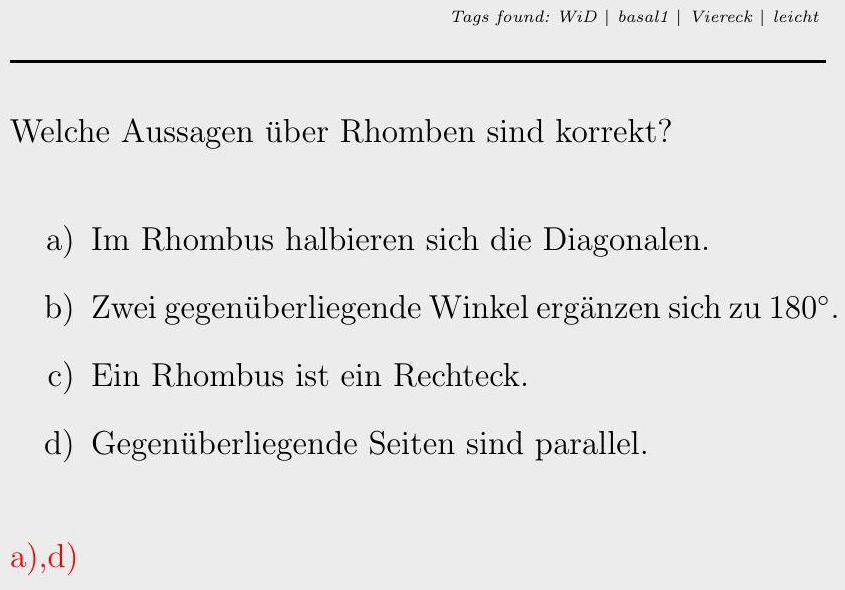 Tags found: WiD | basal1 | Viereck | leicht
Welche Aussagen über Rhomben sind korrekt?
a) Im Rhombus halbieren sich die Diagonalen.
b) Zwei gegenüberliegende Winkel ergänzen sich zu 180°.
c) Ein Rhombus ist ein Rechteck.
d) Gegenüberliegende Seiten sind parallel.
a),d)